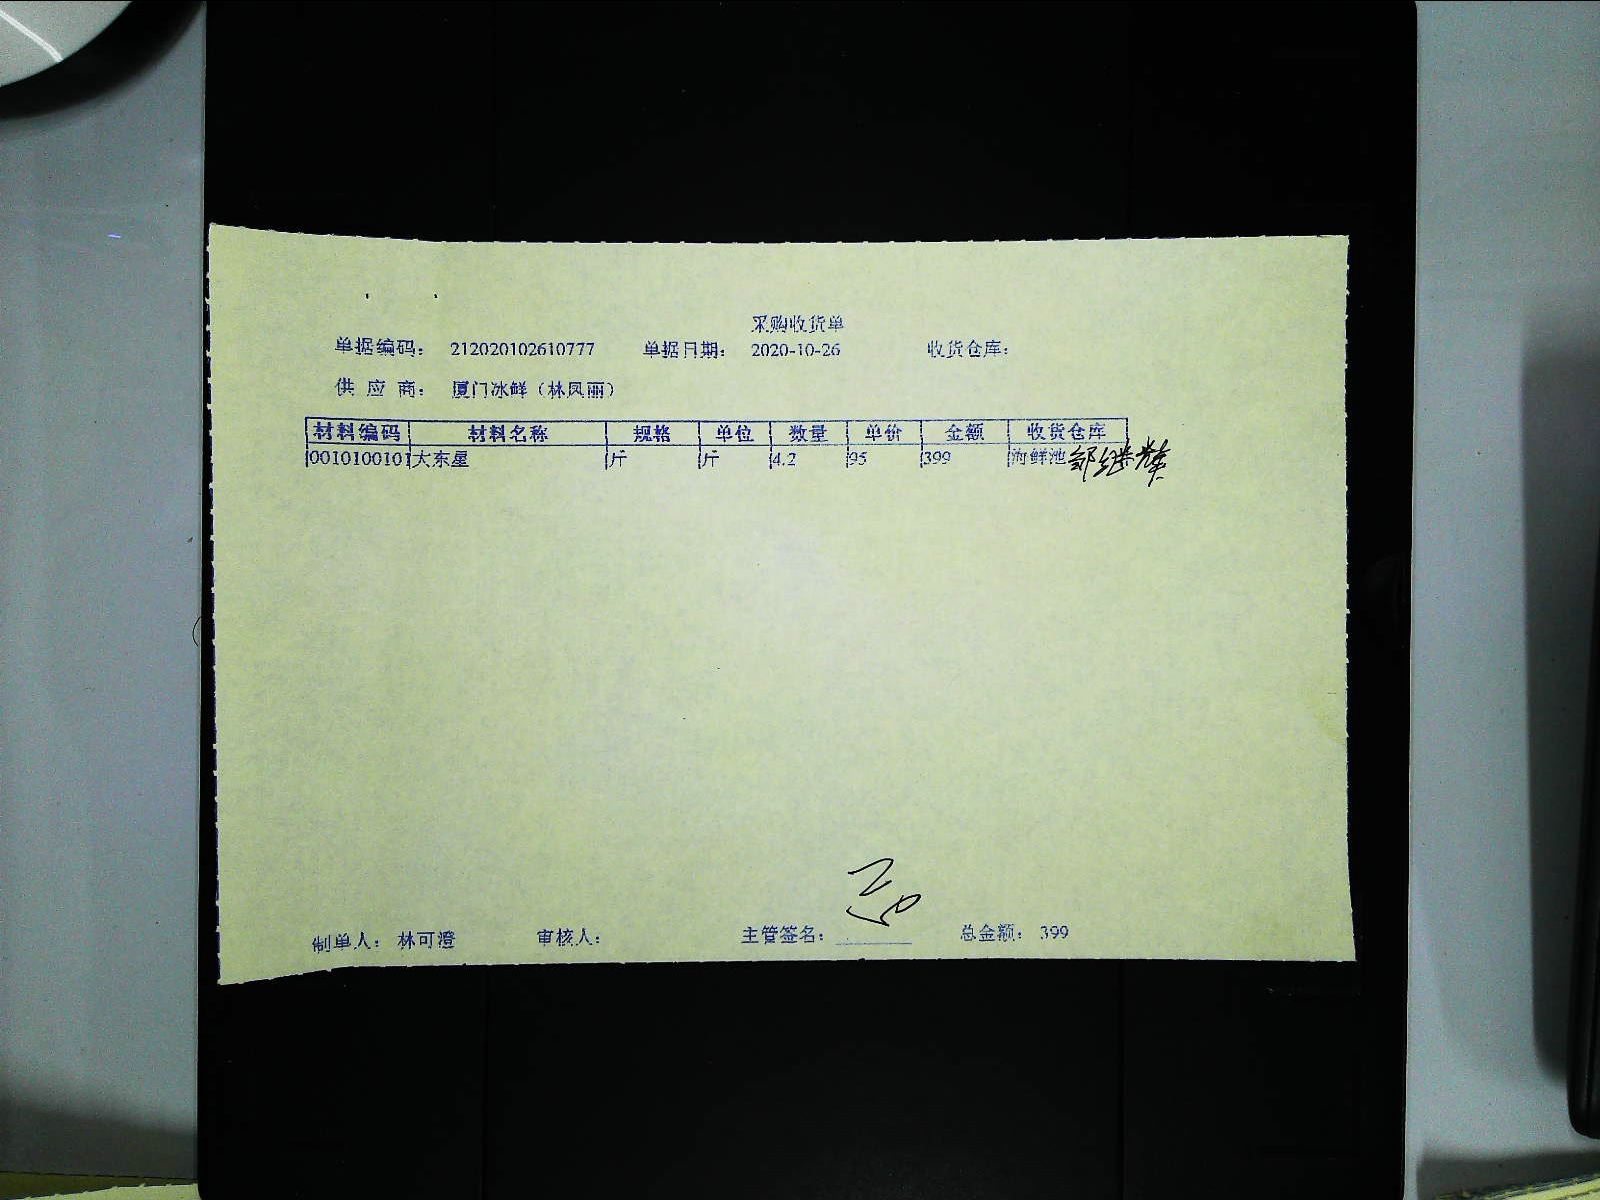 采购收货单
单据编码： 212020102610777 单据日期： 2020-10-26 收货仓库：
供 应 商： 厦门冰鲜（林凤丽）
材料编码 材料名称 规格 单位 数量 单价 金额 收货仓库
0010100101 大东星 斤 斤 4.2 95 399 海鲜池 邹继辉
制单人： 林可澄 审核人： 主管签名： 总金额： 399